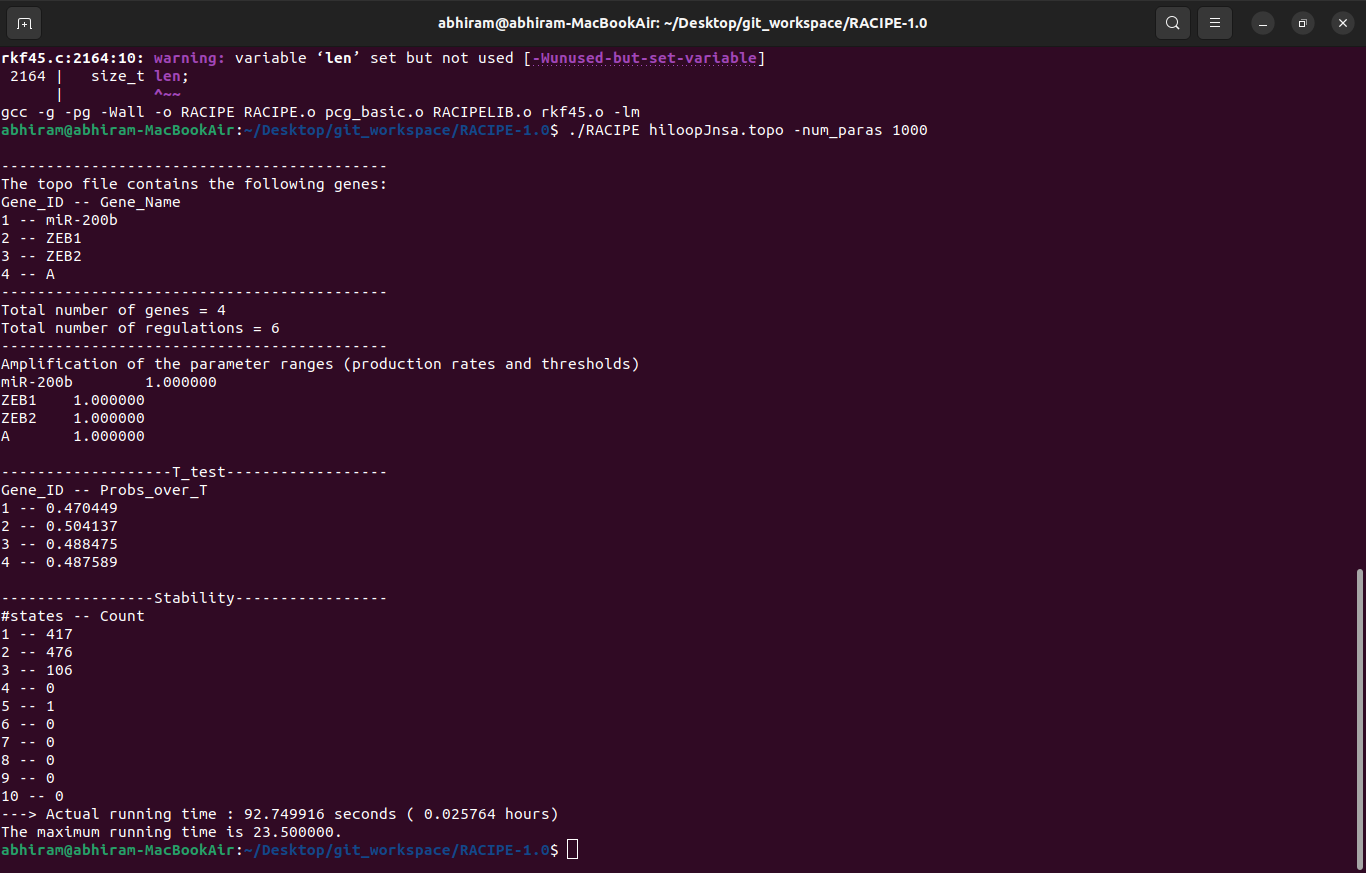 abhiram@abhiram-MacBookAir: ~/Desktop/git_workspace/RACIPE-1.0
rkf45.c:2164:10: warning: variable ‘len’ set but not used [-Wunused-but-set-variable]
 2164 |   size_t len;
      |          ^~~
gcc -g -pg -Wall -o RACIPE RACIPE.o pcg_basic.o RACIPELIB.o rkf45.o -lm
abhiram@abhiram-MacBookAir:~/Desktop/git_workspace/RACIPE-1.0$ ./RACIPE hiloopJnsa.topo -num_paras 1000
-------------------------------------------
The topo file contains the following genes:
Gene_ID -- Gene_Name
1 -- miR-200b
2 -- ZEB1
3 -- ZEB2
4 -- A
-------------------------------------------
Total number of genes = 4
Total number of regulations = 6
-------------------------------------------
Amplification of the parameter ranges (production rates and thresholds)
miR-200b        1.000000
ZEB1    1.000000
ZEB2    1.000000
A       1.000000
-------------------T_test------------------
Gene_ID -- Probs_over_T
1 -- 0.470449
2 -- 0.504137
3 -- 0.488475
4 -- 0.487589
-----------------Stability-----------------
#states -- Count
1 -- 417
2 -- 476
3 -- 106
4 -- 0
5 -- 1
6 -- 0
7 -- 0
8 -- 0
9 -- 0
10 -- 0
---> Actual running time : 92.749916 seconds ( 0.025764 hours)
The maximum running time is 23.500000.
abhiram@abhiram-MacBookAir:~/Desktop/git_workspace/RACIPE-1.0$